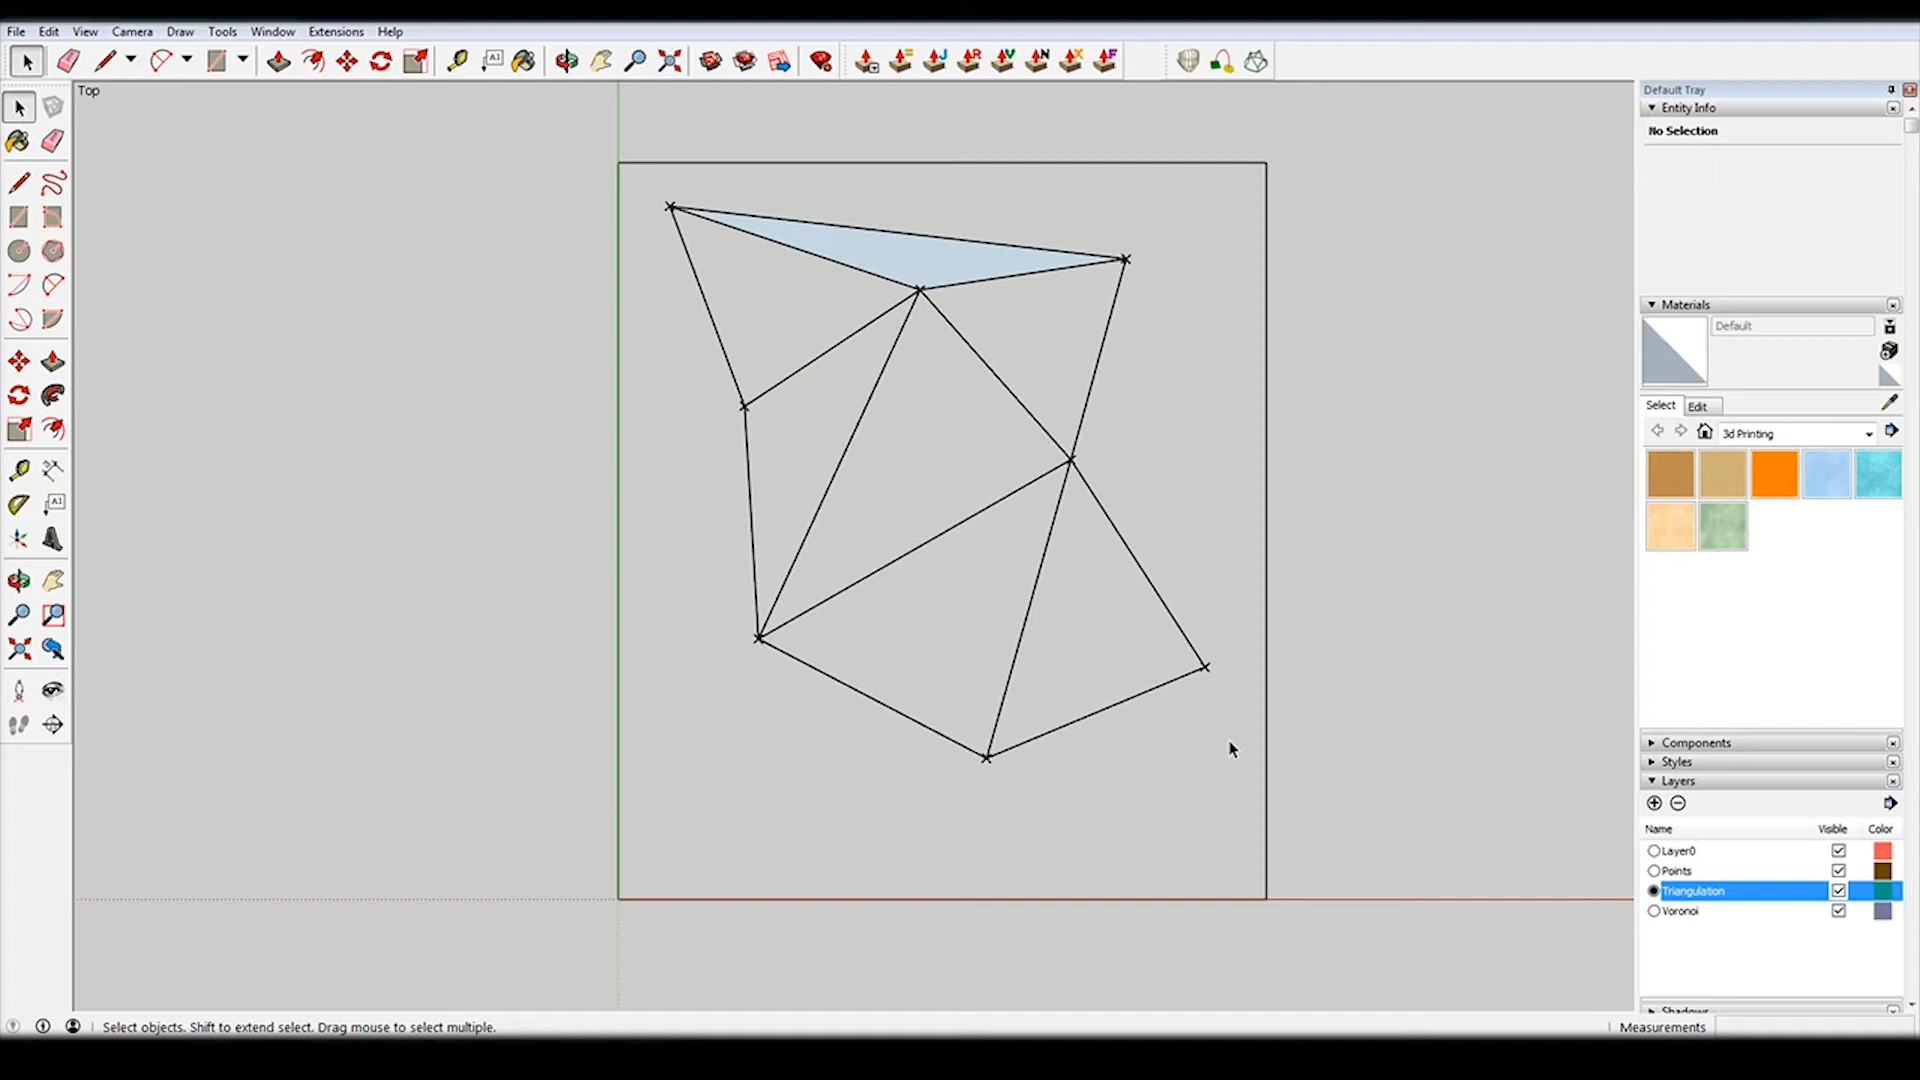 File Edit View Camera Draw Tools Window Extensions Help
Top
Default Tray
Entity Info
No Selection
Materials
Default
Select Edit
3d Printing
Components
Styles
Layers
Name Visible Color
Layer0
Points
Triangulation
Voronoi
Shadows
Select objects. Shift to extend select. Drag mouse to select multiple.
Measurements